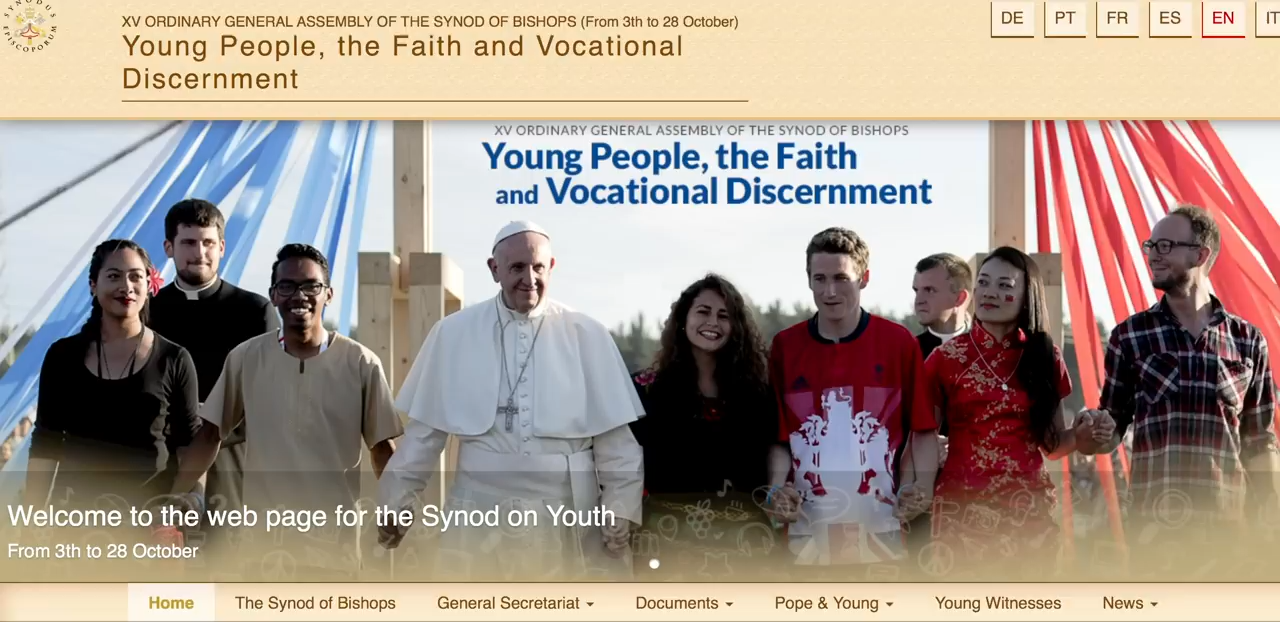 SYNODUS EPISCOPORUM
XV ORDINARY GENERAL ASSEMBLY OF THE SYNOD OF BISHOPS (From 3th to 28 October)
Young People, the Faith and Vocational
Discernment
DE PT FR ES EN IT
XV ORDINARY GENERAL ASSEMBLY OF THE SYNOD OF BISHOPS
Young People, the Faith
and Vocational Discernment
Welcome to the web page for the Synod on Youth
From 3th to 28 October
Home The Synod of Bishops General Secretariat Documents Pope & Young Young Witnesses News